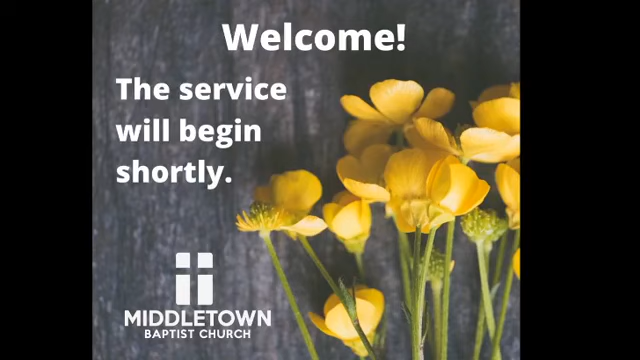 Welcome!
The service
will begin
shortly.
MIDDLETOWN
BAPTIST CHURCH